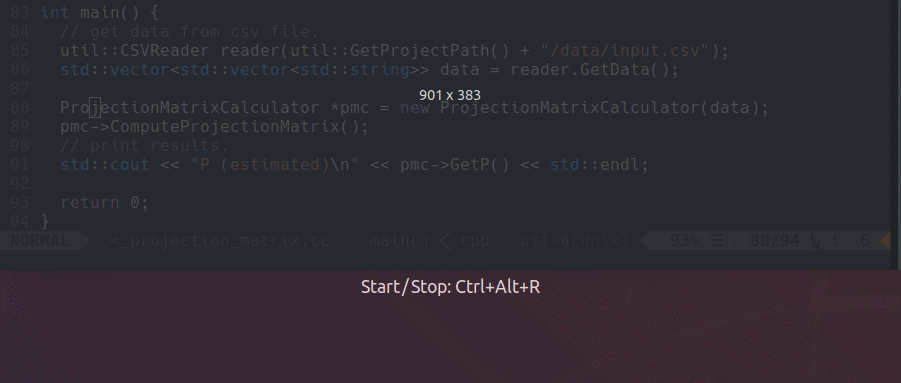 83 int main() {
84 // get data from csv file.
85 util::CSVReader reader(util::GetProjectPath() + "/data/input.csv");
86 std::vector<std::vector<std::string>> data = reader.GetData();
87
901 x 383
88 ProjectionMatrixCalculator *pmc = new ProjectionMatrixCalculator(data);
89 pmc->ComputeProjectionMatrix();
90 // print results.
91 std::cout << "P (estimated)\n" << pmc->GetP() << std::endl;
92
93 return 0;
94 }
NORMAL <_projection_matrix.cc main() < cpp utf-8[unix] 93% ☰ 88/94 : 6
Start/Stop: Ctrl+Alt+R